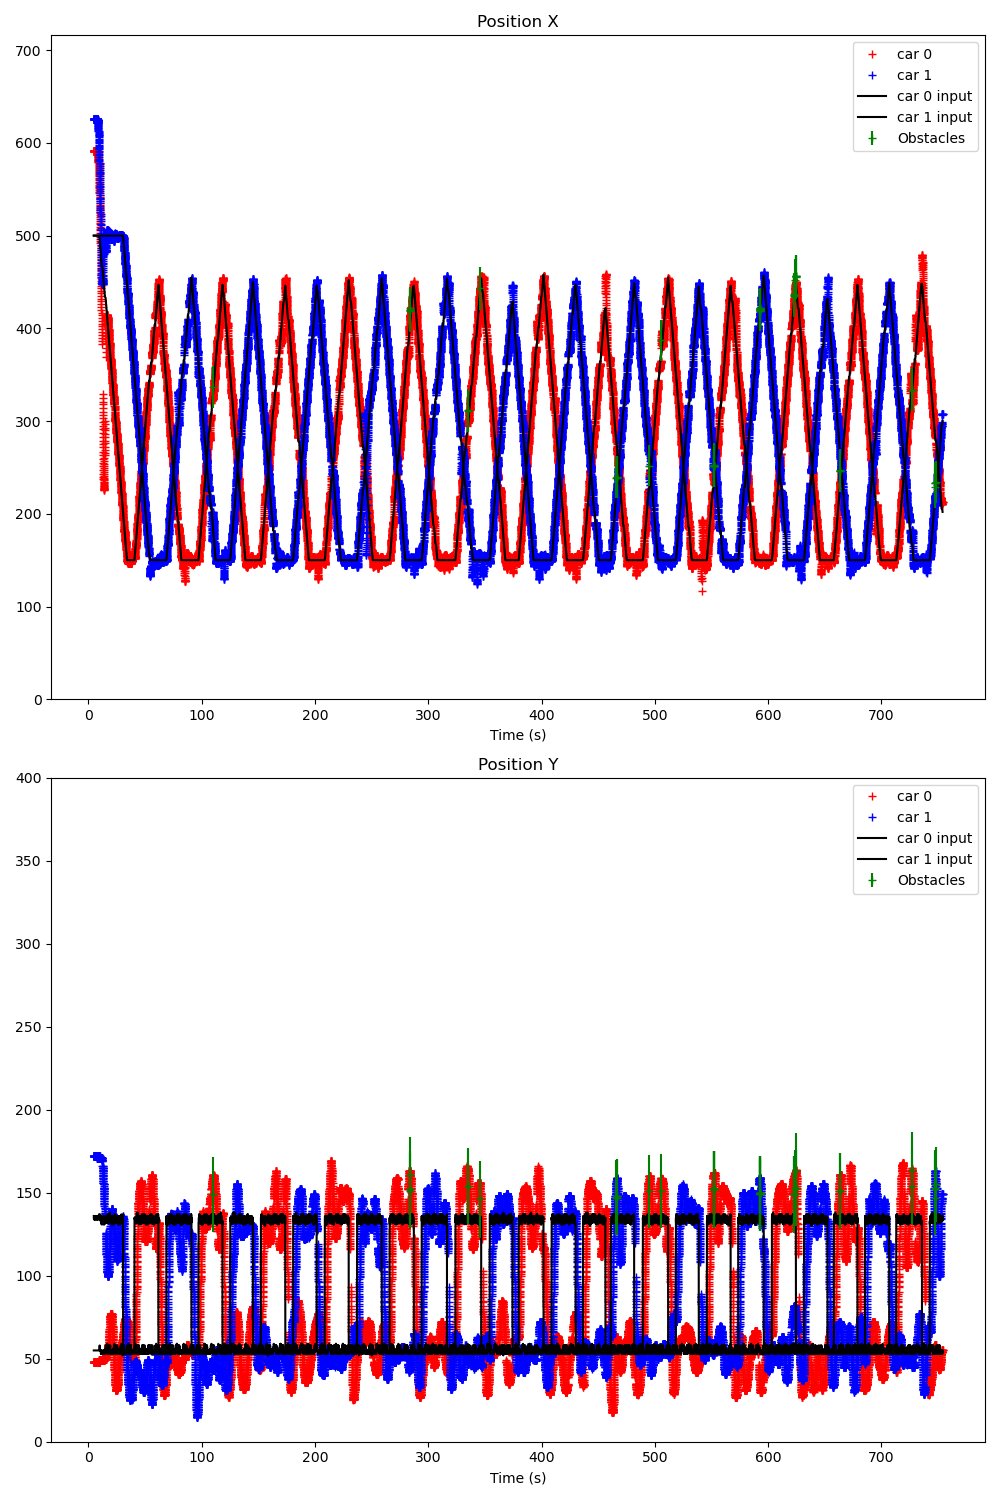 Position X
700
600
500
400
300
200
100
0
car 0
car 1
car 0 input
car 1 input
Obstacles
0 100 200 300 400 500 600 700
Time (s)
Position Y
400
350
300
250
200
150
100
50
0
car 0
car 1
car 0 input
car 1 input
Obstacles
0 100 200 300 400 500 600 700
Time (s)